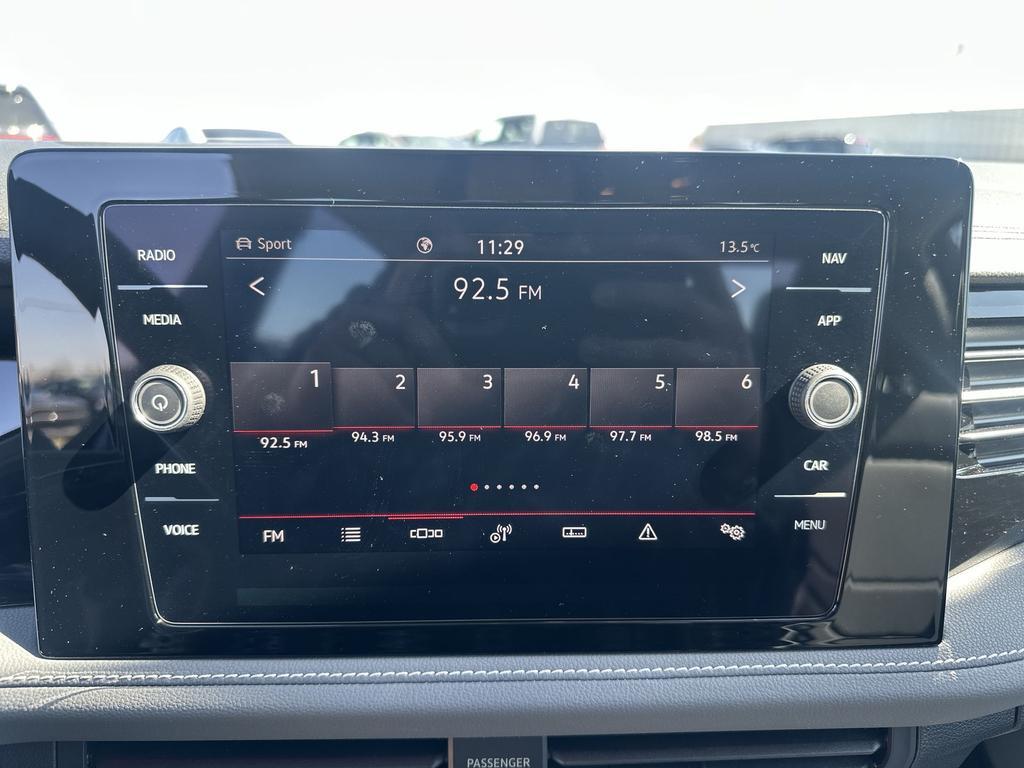 RADIO
MEDIA
PHONE
VOICE
Sport 11:29 13.5°C
< 92.5 FM >
1 2 3 4 5 6
92.5 FM 94.3 FM 95.9 FM 96.9 FM 97.7 FM 98.5 FM
FM
NAV
APP
CAR
MENU
PASSENGER